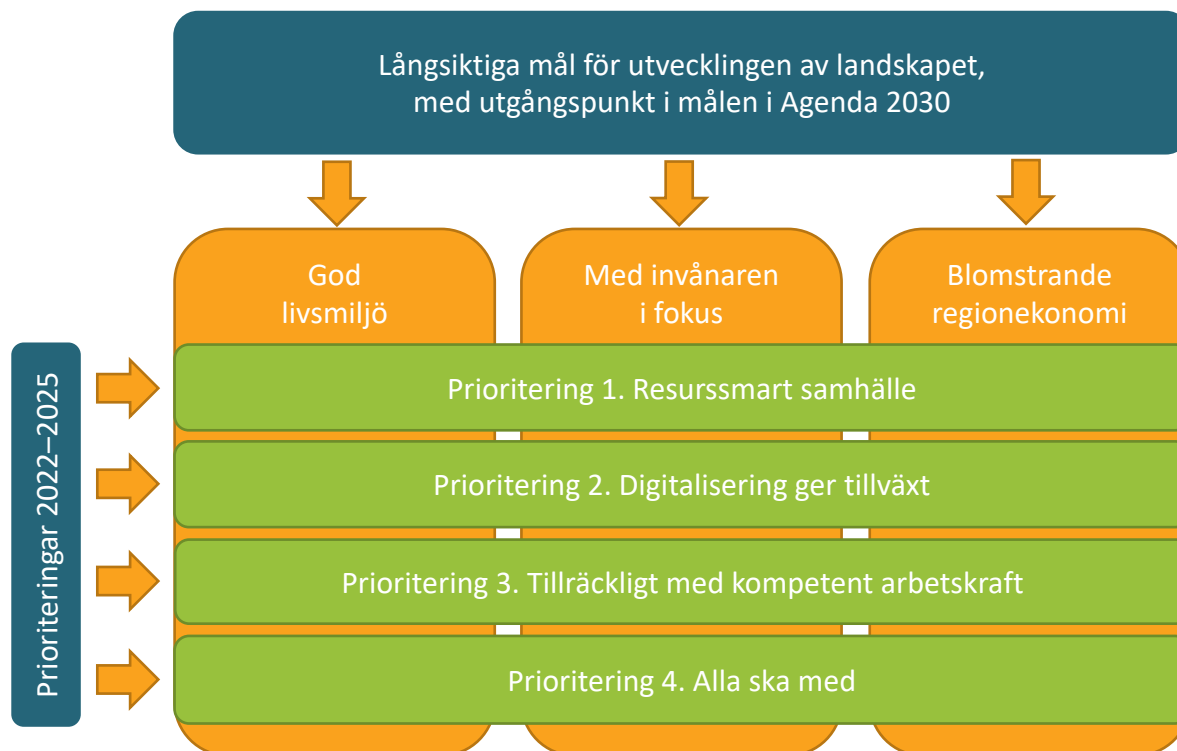 Långsiktiga mål för utvecklingen av landskapet,
med utgångspunkt i målen i Agenda 2030
God
livsmiljö
Med invånaren
i fokus
Blomstrande
regionekonomi
Prioriteringar 2022–2025
Prioritering 1. Resurssmart samhälle
Prioritering 2. Digitalisering ger tillväxt
Prioritering 3. Tillräckligt med kompetent arbetskraft
Prioritering 4. Alla ska med